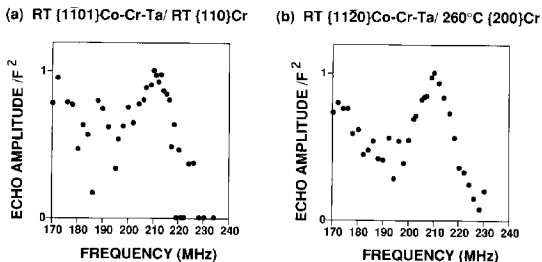 (a) RT {11̄01}Co-Cr-Ta/ RT {110}Cr
(b) RT {112̄0}Co-Cr-Ta/ 260°C {200}Cr
ECHO AMPLITUDE /F²
1
0
170 180 190 200 210 220 230 240
FREQUENCY (MHz)
ECHO AMPLITUDE /F²
1
0
170 180 190 200 210 220 230 240
FREQUENCY (MHz)